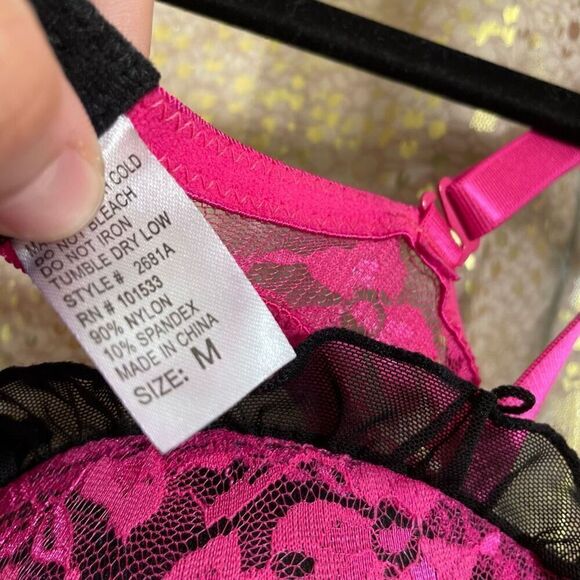 COLD
DO NOT BLEACH
DO NOT IRON
TUMBLE DRY LOW
STYLE # 2681A
RN # 101533
90% NYLON
10% SPANDEX
MADE IN CHINA
SIZE: M